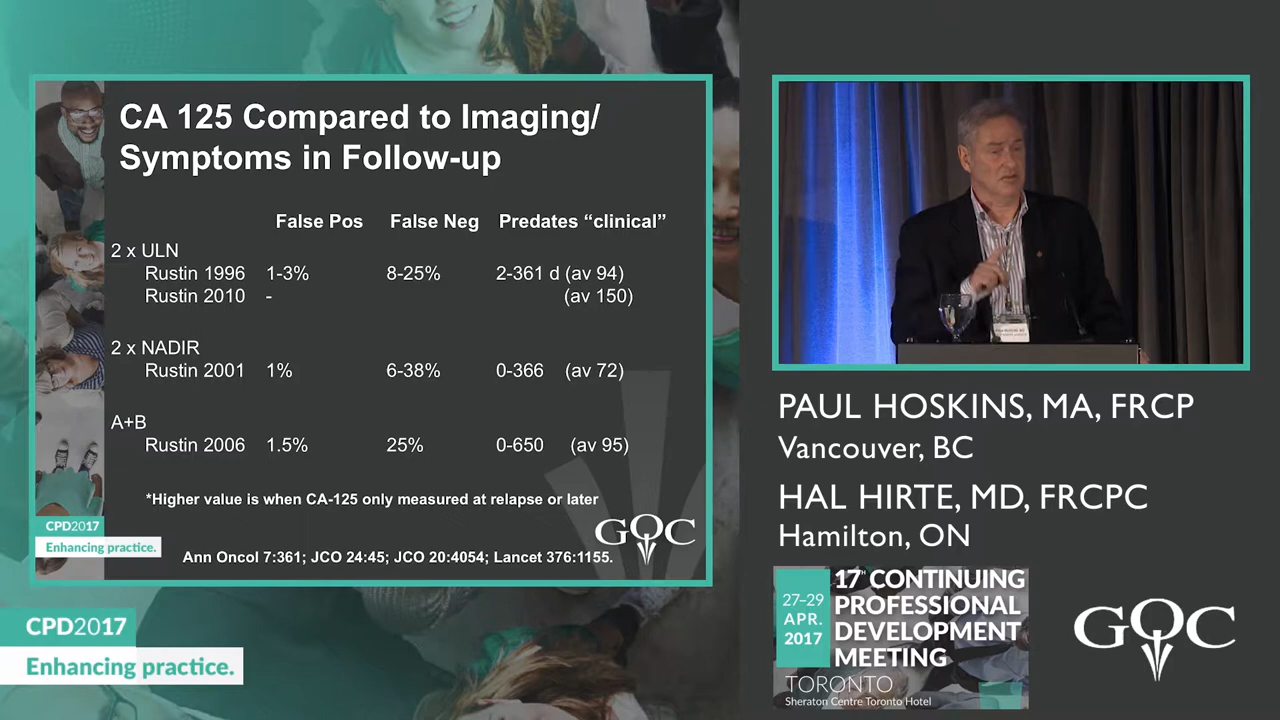 CA 125 Compared to Imaging/
Symptoms in Follow-up
False Pos False Neg Predates “clinical”
2 x ULN
Rustin 1996 1-3% 8-25% 2-361 d (av 94)
Rustin 2010 - (av 150)
2 x NADIR
Rustin 2001 1% 6-38% 0-366 (av 72)
A+B
Rustin 2006 1.5% 25% 0-650 (av 95)
*Higher value is when CA-125 only measured at relapse or later
CPD2017
Enhancing practice.
GOC
Ann Oncol 7:361; JCO 24:45; JCO 20:4054; Lancet 376:1155.
CPD2017
Enhancing practice.
PAUL HOSKINS, MA, FRCP
Vancouver, BC
HAL HIRTE, MD, FRCPC
Hamilton, ON
27–29
APR.
2017
17th CONTINUING
PROFESSIONAL
DEVELOPMENT
MEETING
TORONTO
Sheraton Centre Toronto Hotel
GOC